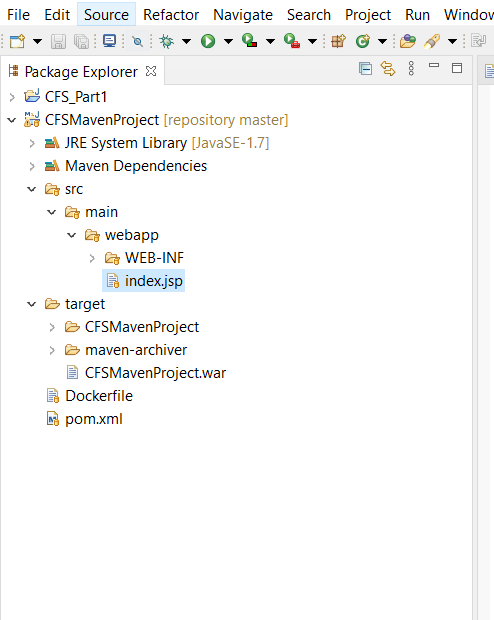 File Edit Source Refactor Navigate Search Project Run Window
Package Explorer
CFS_Part1
CFSMavenProject [repository master]
JRE System Library [JavaSE-1.7]
Maven Dependencies
src
main
webapp
WEB-INF
index.jsp
target
CFSMavenProject
maven-archiver
CFSMavenProject.war
Dockerfile
pom.xml